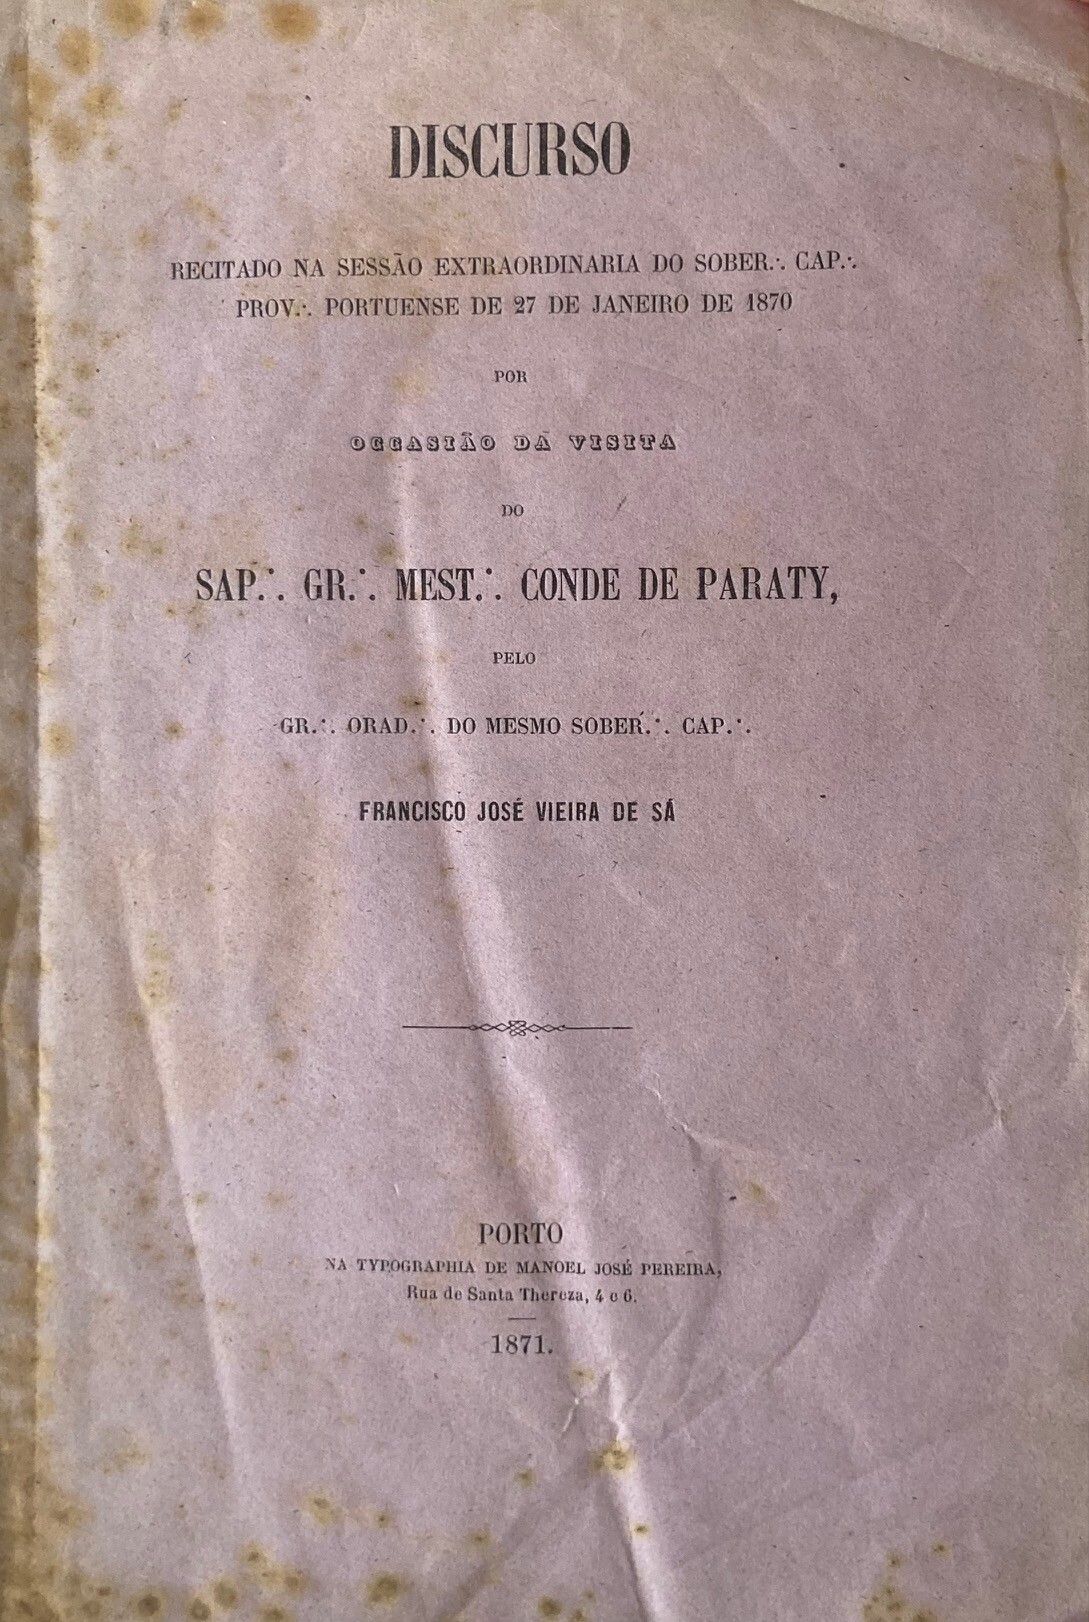 DISCURSO
RECITADO NA SESSÃO EXTRAORDINARIA DO SOBER.∴ CAP.∴
PROV.∴ PORTUENSE DE 27 DE JANEIRO DE 1870
POR
OCCASIÃO DA VISITA
DO
SAP.∴ GR.∴ MEST.∴ CONDE DE PARATY,
PELO
GR.∴ ORAD.∴ DO MESMO SOBER.∴ CAP.∴
FRANCISCO JOSÉ VIEIRA DE SÁ
PORTO
NA TYPOGRAPHIA DE MANOEL JOSÉ PEREIRA,
Rua de Santa Thereza, 4 e 6.
1871.